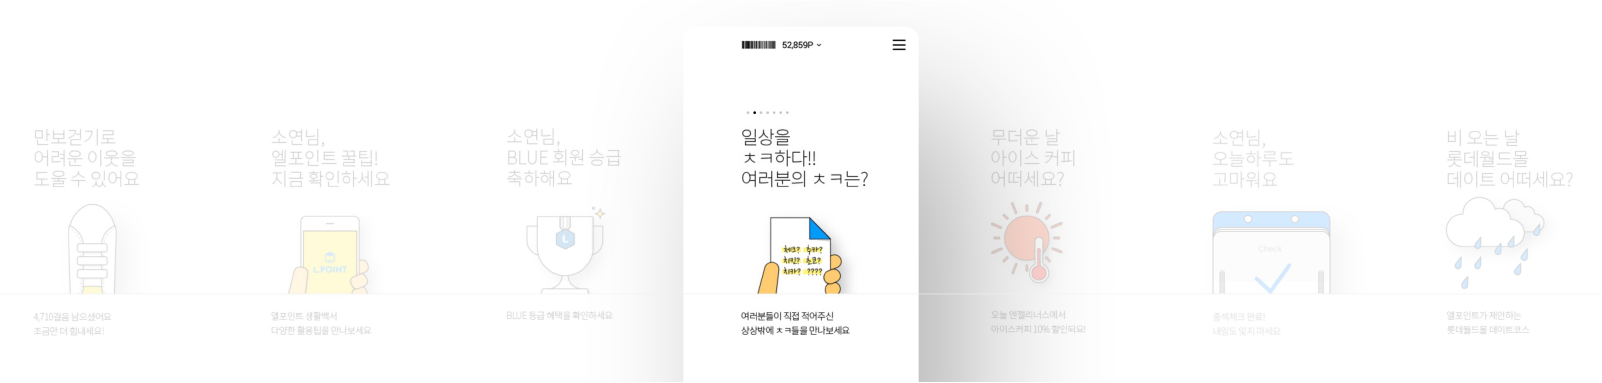 52,859P
만보걷기로
어려운 이웃을
도울 수 있어요
4,710걸음 남으셨어요
조금만 더 힘내세요!
소연님,
엘포인트 꿀팁!
지금 확인하세요
L.POINT
엘포인트 생활백서
다양한 활용팁을 만나보세요
소연님,
BLUE 회원 승급
축하해요
L
BLUE 등급 혜택을 확인하세요
일상을
ㅊㅋ하다!!
여러분의 ㅊㅋ는?
체크? 추카?
치킨? 초코?
치카? ????
여러분들이 직접 적어주신
상상밖에 ㅊㅋ들을 만나보세요
무더운 날
아이스 커피
어떠세요?
오늘 엔젤리너스에서
아이스커피 10% 할인되요!
소연님,
오늘하루도
고마워요
Check
출석체크 완료!
내일도 잊지 마세요
비 오는 날
롯데월드몰
데이트 어떠세요?
엘포인트가 제안하는
롯데월드몰 데이트코스